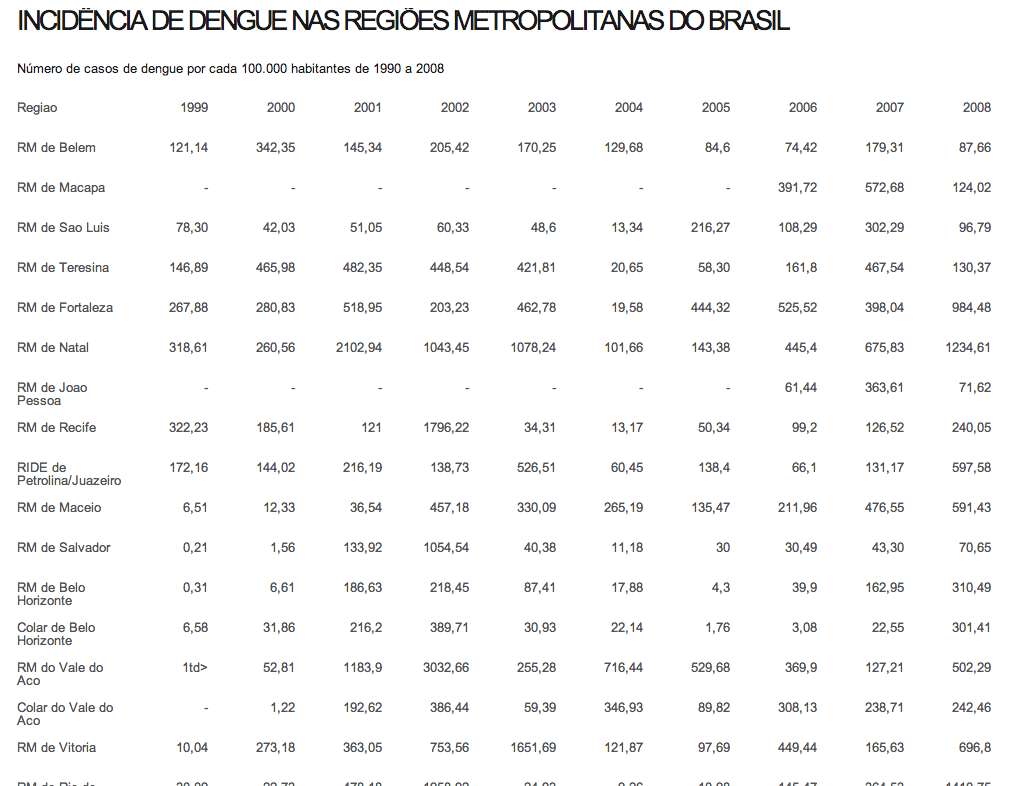 INCIDÊNCIA DE DENGUE NAS REGIÕES METROPOLITANAS DO BRASIL
Número de casos de dengue por cada 100.000 habitantes de 1990 a 2008
Regiao 1999 2000 2001 2002 2003 2004 2005 2006 2007 2008
RM de Belem 121,14 342,35 145,34 205,42 170,25 129,68 84,6 74,42 179,31 87,66
RM de Macapa - - - - - - - 391,72 572,68 124,02
RM de Sao Luis 78,30 42,03 51,05 60,33 48,6 13,34 216,27 108,29 302,29 96,79
RM de Teresina 146,89 465,98 482,35 448,54 421,81 20,65 58,30 161,8 467,54 130,37
RM de Fortaleza 267,88 280,83 518,95 203,23 462,78 19,58 444,32 525,52 398,04 984,48
RM de Natal 318,61 260,56 2102,94 1043,45 1078,24 101,66 143,38 445,4 675,83 1234,61
RM de Joao - - - - - - - 61,44 363,61 71,62
Pessoa
RM de Recife 322,23 185,61 121 1796,22 34,31 13,17 50,34 99,2 126,52 240,05
RIDE de 172,16 144,02 216,19 138,73 526,51 60,45 138,4 66,1 131,17 597,58
Petrolina/Juazeiro
RM de Maceio 6,51 12,33 36,54 457,18 330,09 265,19 135,47 211,96 476,55 591,43
RM de Salvador 0,21 1,56 133,92 1054,54 40,38 11,18 30 30,49 43,30 70,65
RM de Belo 0,31 6,61 186,63 218,45 87,41 17,88 4,3 39,9 162,95 310,49
Horizonte
Colar de Belo 6,58 31,86 216,2 389,71 30,93 22,14 1,76 3,08 22,55 301,41
Horizonte
RM do Vale do 1td> 52,81 1183,9 3032,66 255,28 716,44 529,68 369,9 127,21 502,29
Aco
Colar do Vale do - 1,22 192,62 386,44 59,39 346,93 89,82 308,13 238,71 242,46
Aco
RM de Vitoria 10,04 273,18 363,05 753,56 1651,69 121,87 97,69 449,44 165,63 696,8